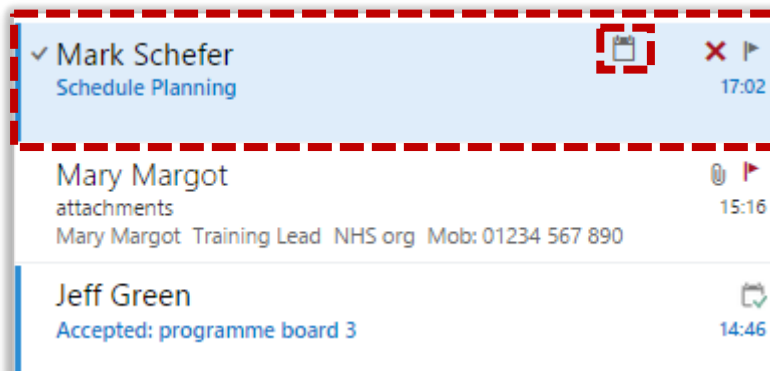 Mark Schefer
Schedule Planning 17:02
Mary Margot
attachments 15:16
Mary Margot Training Lead NHS org Mob: 01234 567 890
Jeff Green
Accepted: programme board 3 14:46